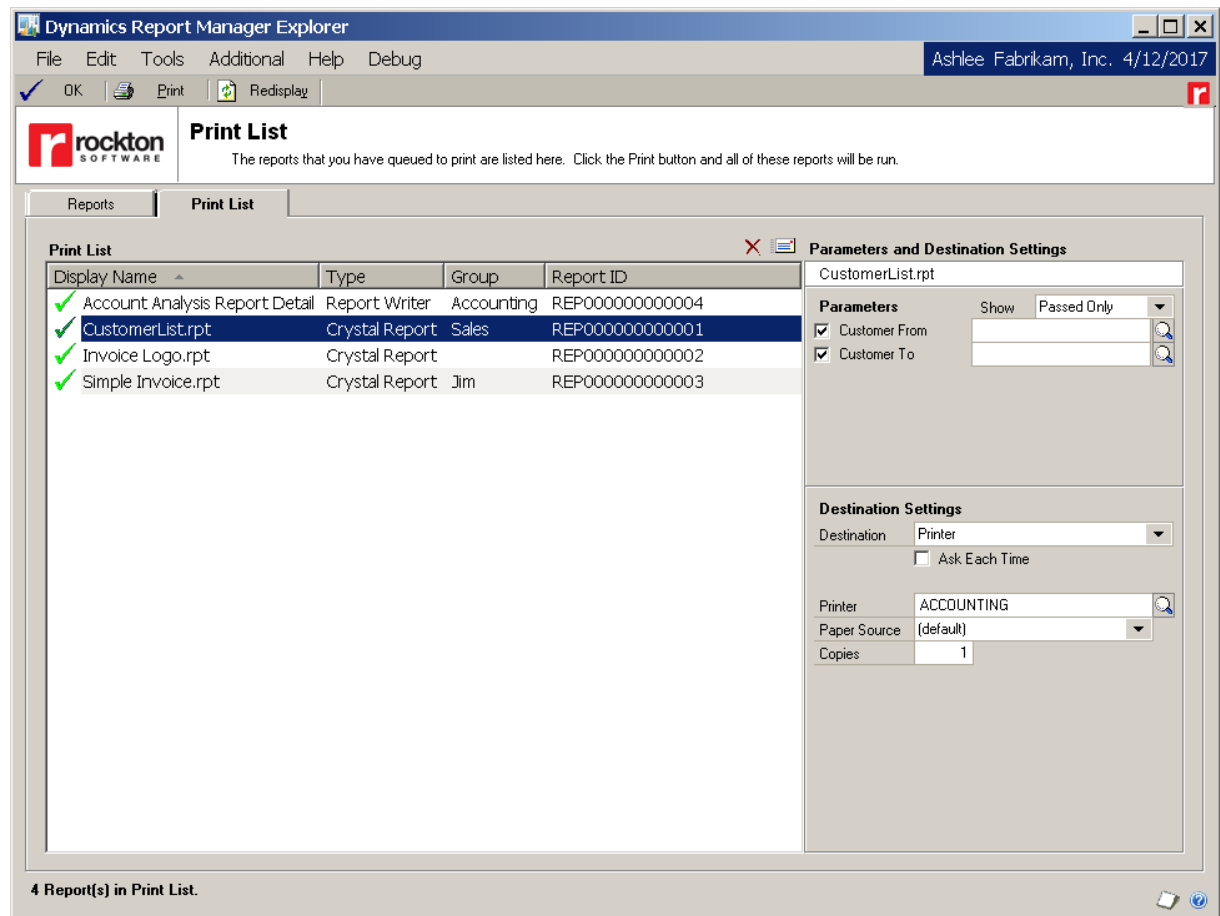 Dynamics Report Manager Explorer
File Edit Tools Additional Help Debug Ashlee Fabrikam, Inc. 4/12/2017
OK Print Redisplay
rockton
SOFTWARE
Print List
The reports that you have queued to print are listed here. Click the Print button and all of these reports will be run.
Reports Print List
Print List
Display Name Type Group Report ID
Account Analysis Report Detail Report Writer Accounting REP000000000004
CustomerList.rpt Crystal Report Sales REP000000000001
Invoice Logo.rpt Crystal Report REP000000000002
Simple Invoice.rpt Crystal Report Jim REP000000000003
Parameters and Destination Settings
CustomerList.rpt
Parameters Show Passed Only
Customer From
Customer To
Destination Settings
Destination Printer
Ask Each Time
Printer ACCOUNTING
Paper Source (default)
Copies 1
4 Report(s) in Print List.